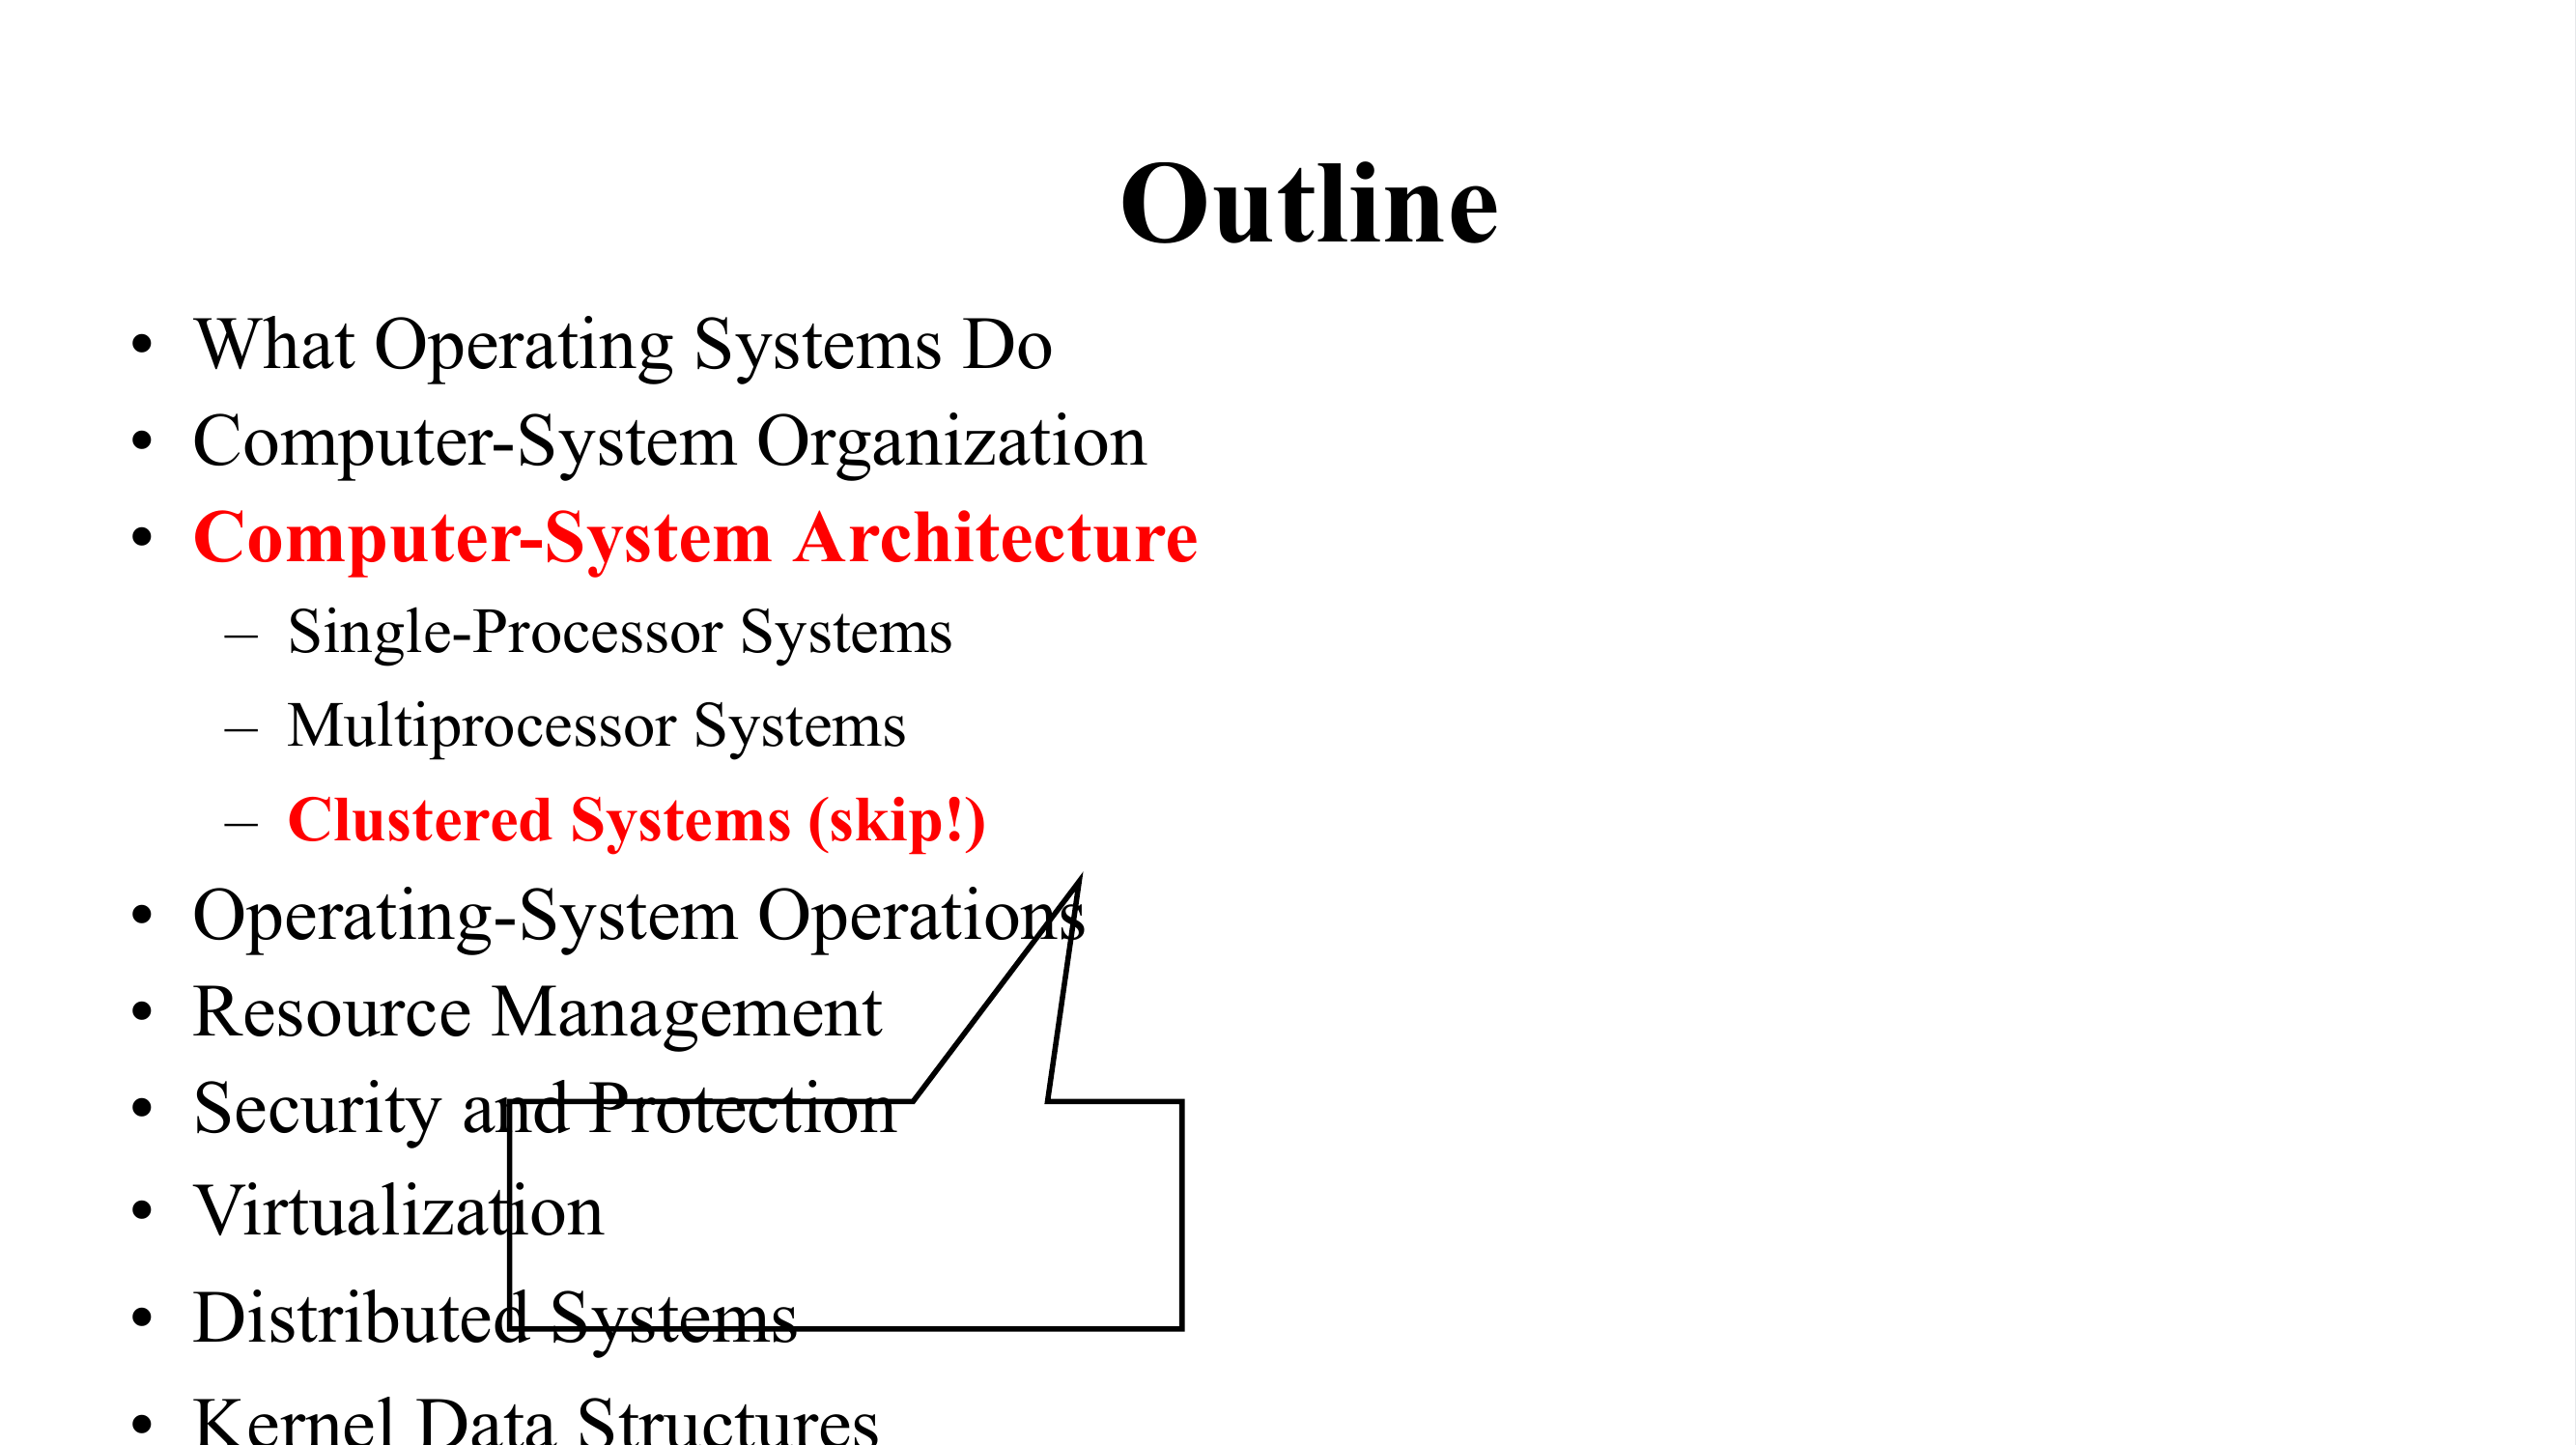 Outline
• What Operating Systems Do
• Computer-System Organization
• Computer-System Architecture
– Single-Processor Systems
– Multiprocessor Systems
– Clustered Systems (skip!)
• Operating-System Operations
• Resource Management
• Security and Protection
• Virtualization
• Distributed Systems
• Kernel Data Structures